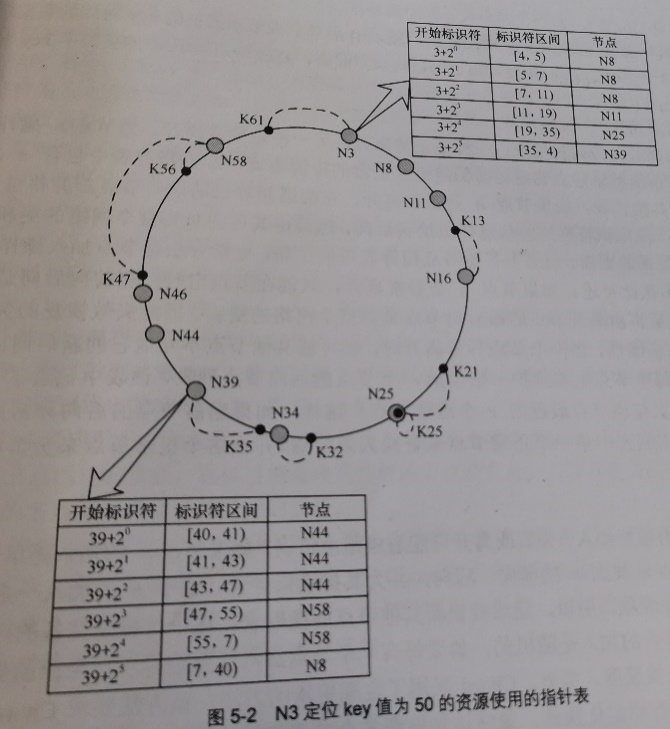 开始标识符 标识符区间 节点
3+2⁰ [4, 5) N8
3+2¹ [5, 7) N8
3+2² [7, 11) N8
3+2³ [11, 19) N11
3+2⁴ [19, 35) N25
3+2⁵ [35, 4) N39
K61
N3
N58
K56
N8
N11
K13
K47
N46
N16
N44
K21
N39
N25
K25
N34
K35
K32
开始标识符 标识符区间 节点
39+2⁰ [40, 41) N44
39+2¹ [41, 43) N44
39+2² [43, 47) N44
39+2³ [47, 55) N58
39+2⁴ [55, 7) N58
39+2⁵ [7, 40) N8
图 5-2 N3 定位 key 值为 50 的资源使用的指针表